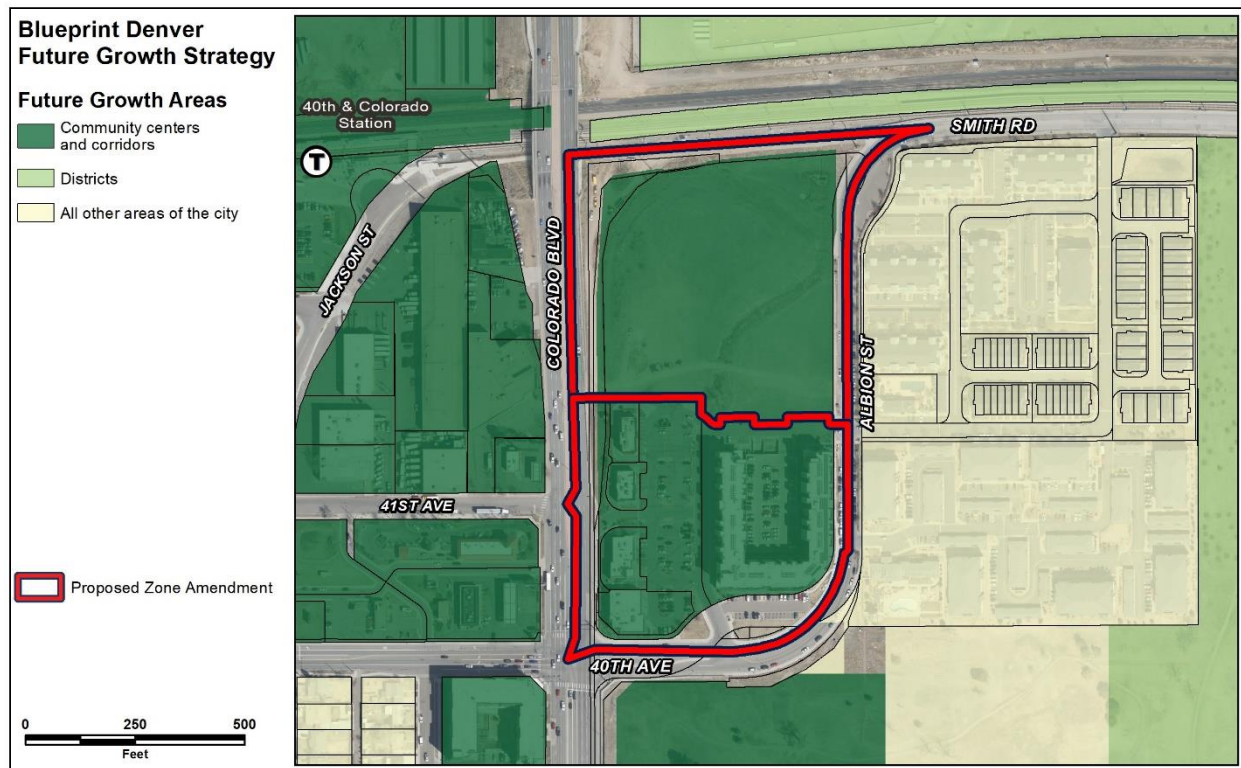 Blueprint Denver
Future Growth Strategy
Future Growth Areas
Community centers
and corridors
Districts
All other areas of the city
Proposed Zone Amendment
0 250 500
Feet
40th & Colorado
Station
T
SMITH RD
JACKSON ST
COLORADO BLVD
ALBION ST
41ST AVE
40TH AVE